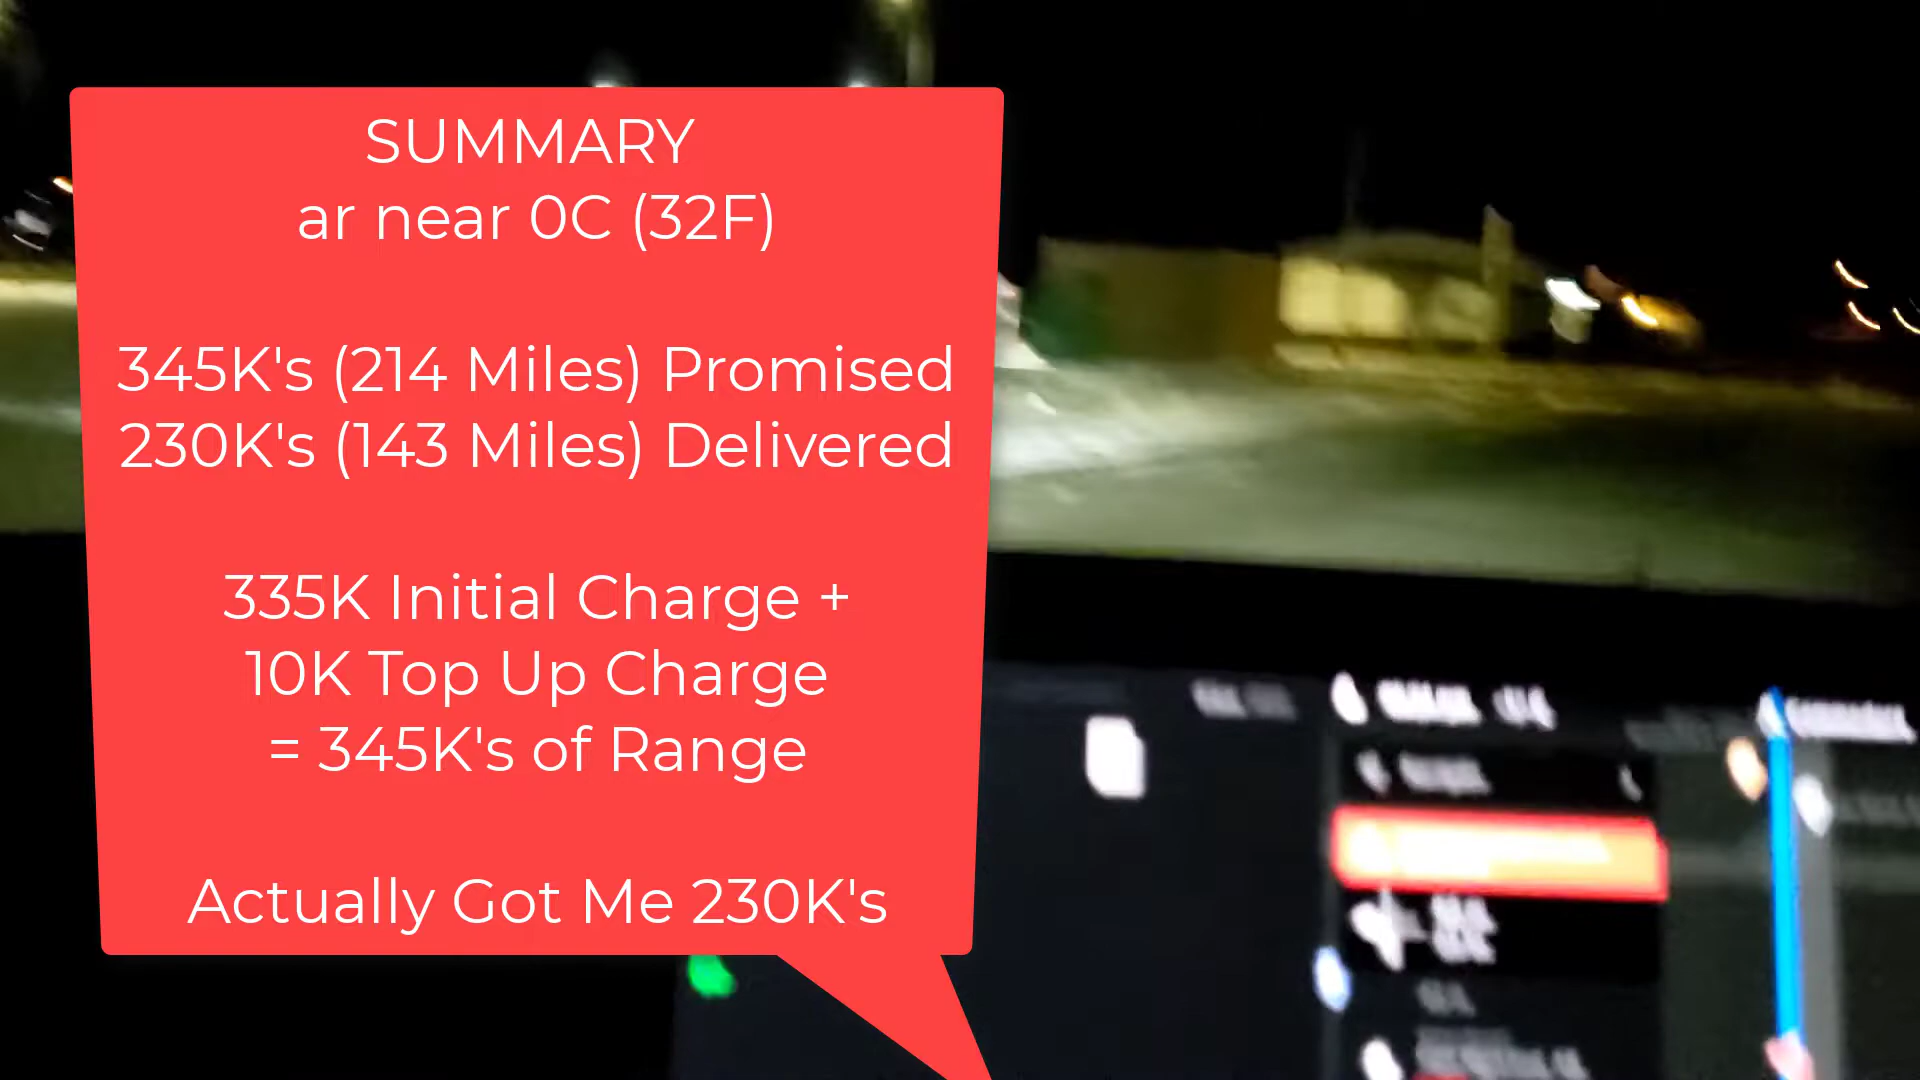 SUMMARY
ar near 0C (32F)
345K's (214 Miles) Promised
230K's (143 Miles) Delivered
335K Initial Charge +
10K Top Up Charge
= 345K's of Range
Actually Got Me 230K's